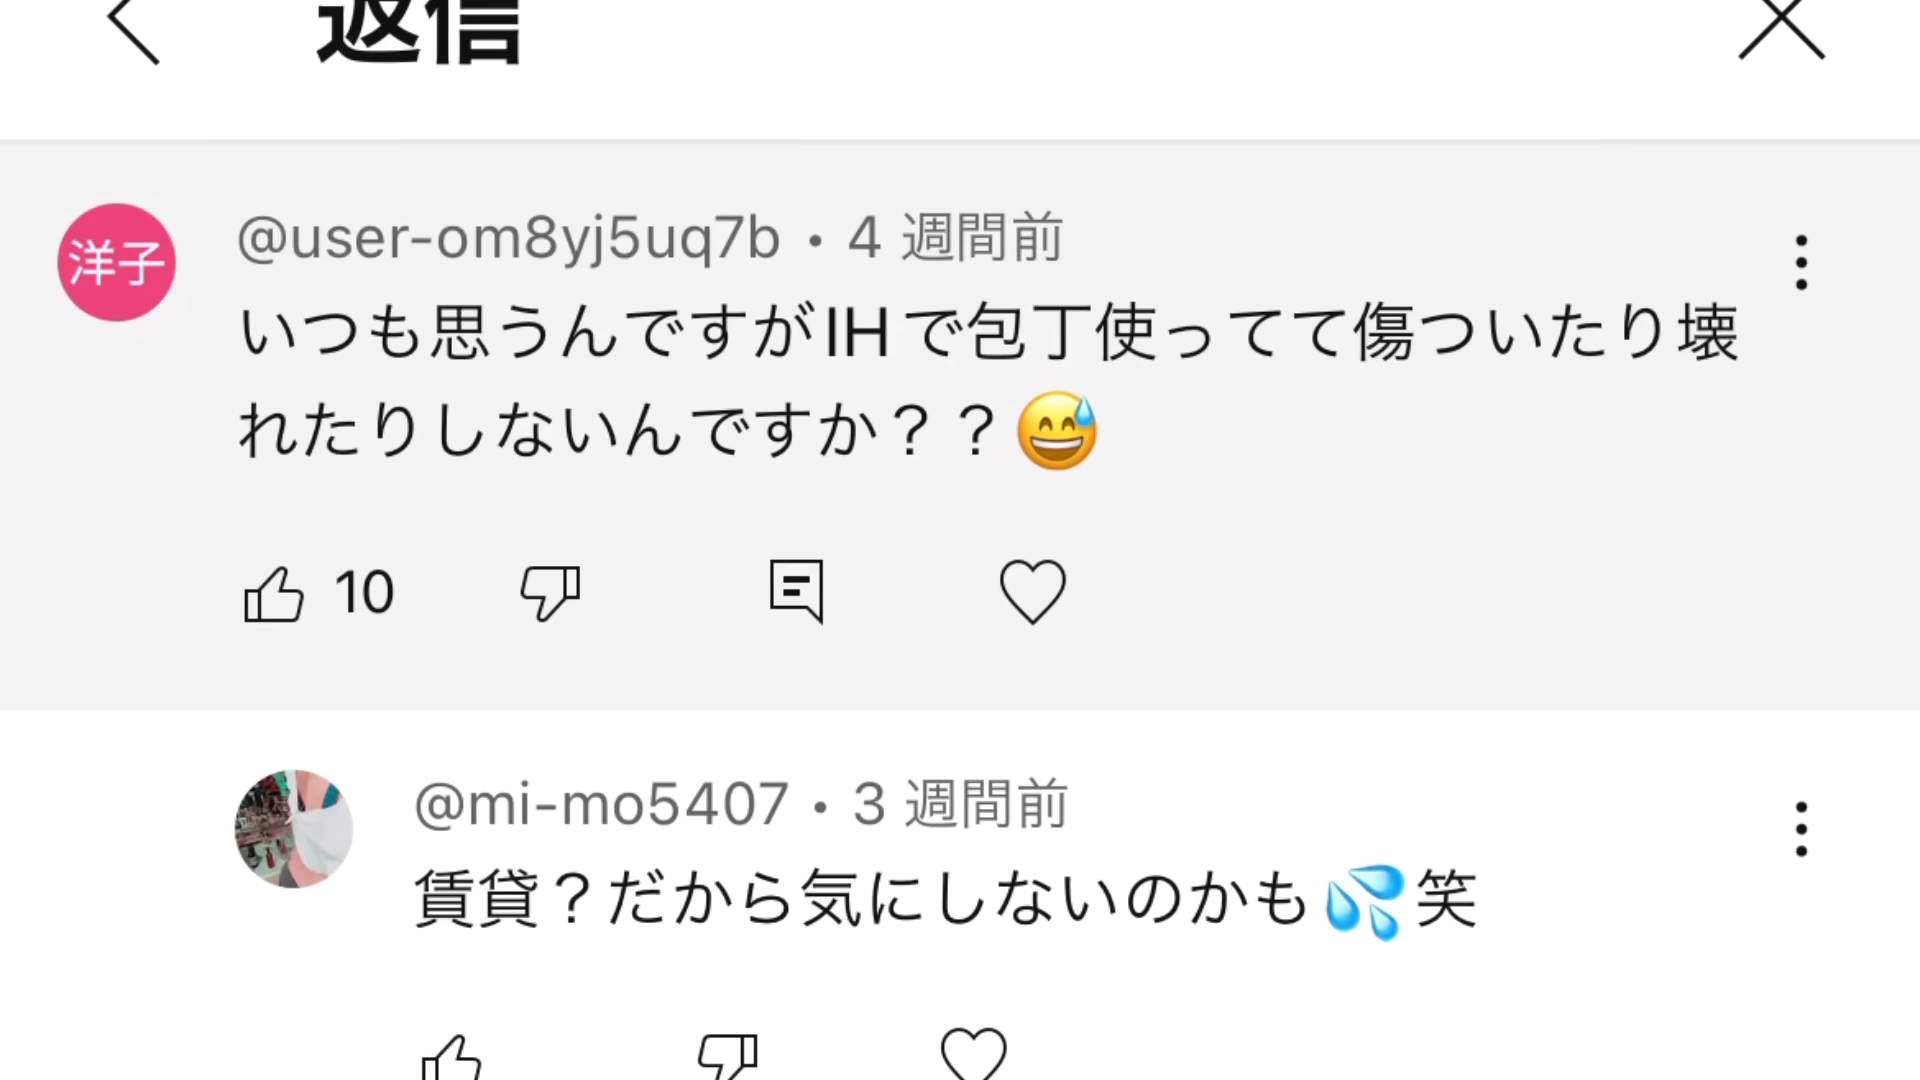 返信
洋子
@user-om8yj5uq7b • 4 週間前
いつも思うんですがIHで包丁使ってて傷ついたり壊
れたりしないんですか？？😅
10
@mi-mo5407 • 3 週間前
賃貸？だから気にしないのかも💦笑